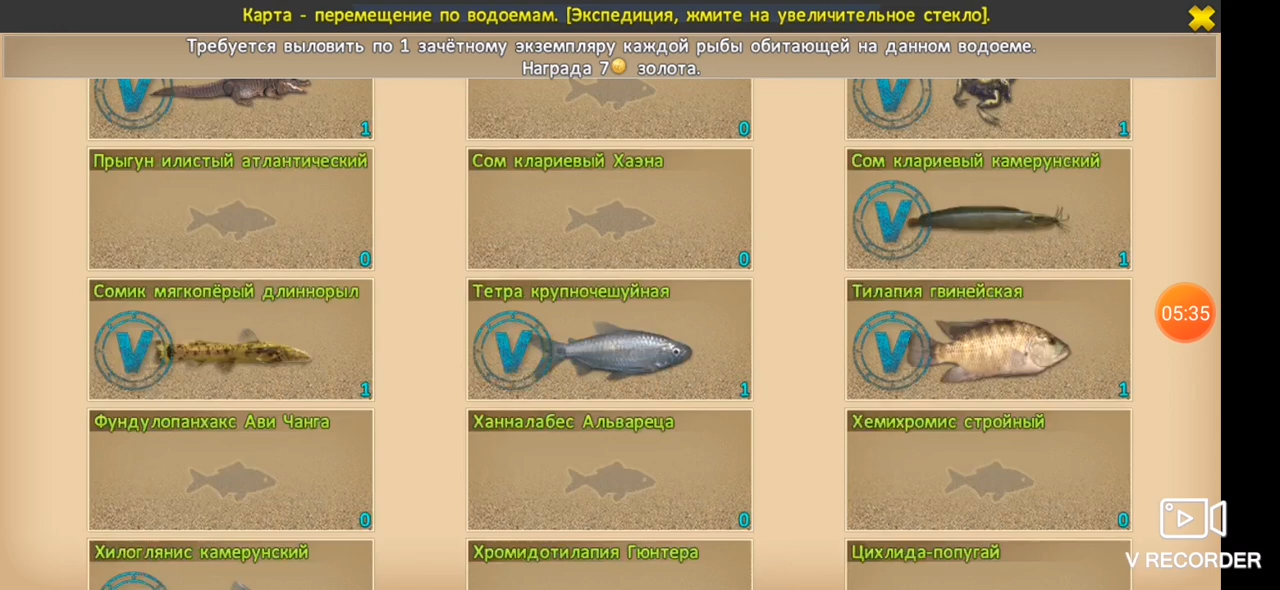 Карта - перемещение по водоемам. [Экспедиция, жмите на увеличительное стекло].
Требуется выловить по 1 зачётному экземпляру каждой рыбы обитающей на данном водоеме.
Награда 7 золота.
V
1
0
V
1
Прыгун илистый атлантический
0
Сом клариевый Хаэна
0
Сом клариевый камерунский
V
1
Сомик мягкопёрый длиннорыл
V
1
Тетра крупночешуйная
V
1
Тилапия гвинейская
V
1
05:35
Фундулопанхакс Ави Чанга
0
Ханналабес Альвареца
0
Хемихромис стройный
0
Хилоглянис камерунский
Хромидотилапия Гюнтера
Цихлида-попугай
V RECORDER